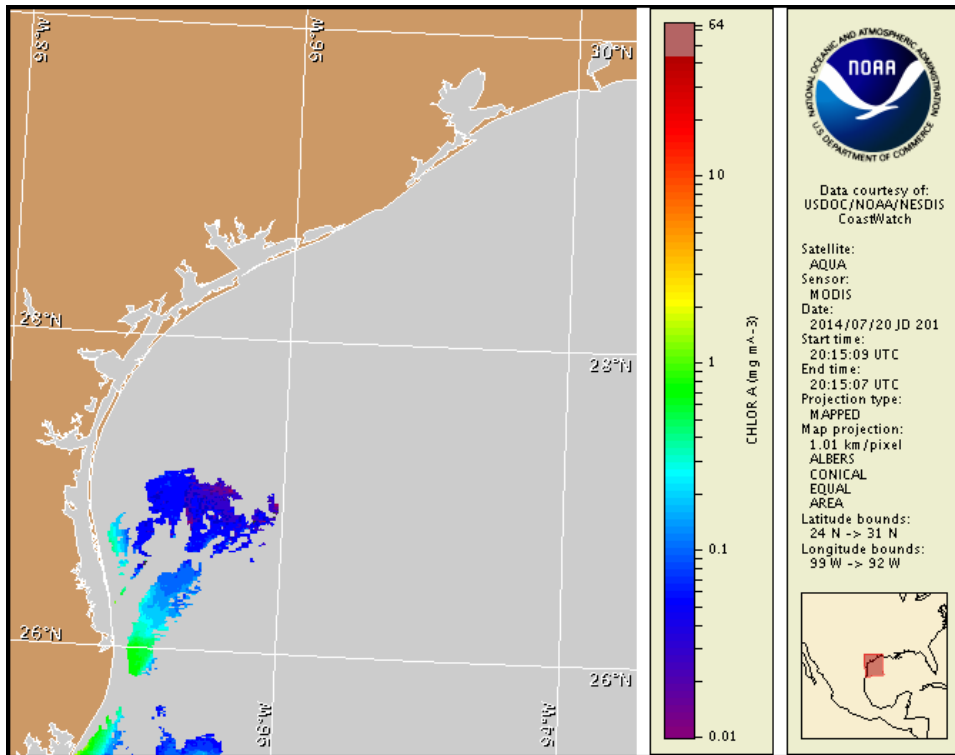 98°W
96°W
30°N
28°N
28°N
26°N
26°N
96°W
94°W
64
10
1
0.1
0.01
CHLOR A (mg m^-3)
NATIONAL OCEANIC AND ATMOSPHERIC ADMINISTRATION
NOAA
U.S. DEPARTMENT OF COMMERCE
Data courtesy of:
USDOC/NOAA/NESDIS
CoastWatch
Satellite:
AQUA
Sensor:
MODIS
Date:
2014/07/20 JD 201
Start time:
20:15:09 UTC
End time:
20:15:07 UTC
Projection type:
MAPPED
Map projection:
1.01 km/pixel
ALBERS
CONICAL
EQUAL
AREA
Latitude bounds:
24 N -> 31 N
Longitude bounds:
99 W -> 92 W